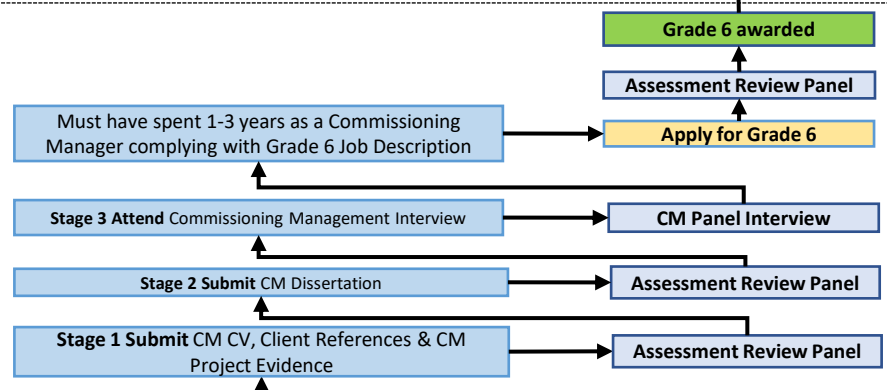 Grade 6 awarded
Assessment Review Panel
Must have spent 1-3 years as a Commissioning
Manager complying with Grade 6 Job Description
Apply for Grade 6
Stage 3 Attend Commissioning Management Interview
CM Panel Interview
Stage 2 Submit CM Dissertation
Assessment Review Panel
Stage 1 Submit CM CV, Client References & CM
Project Evidence
Assessment Review Panel